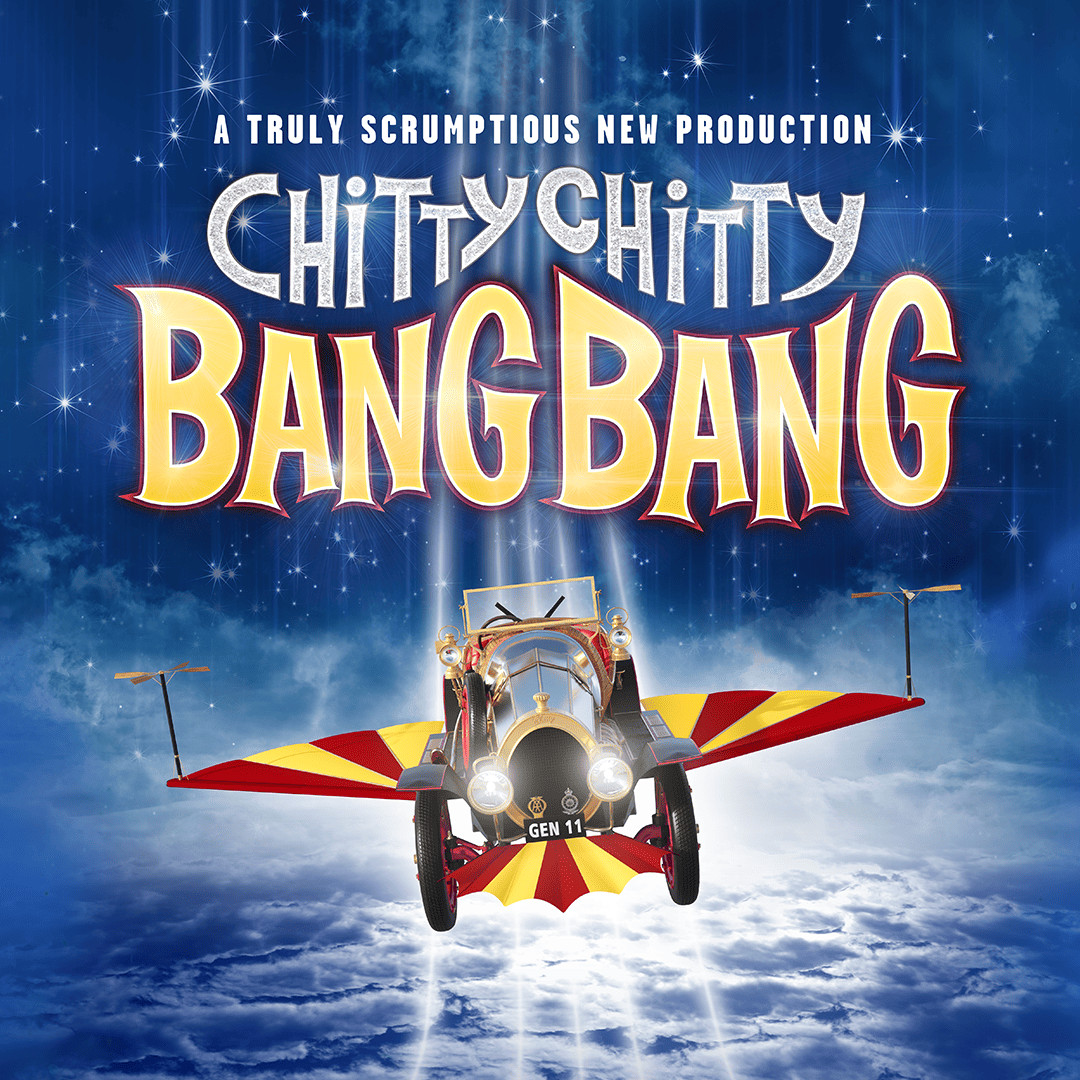 A TRULY SCRUMPTIOUS NEW PRODUCTION
CHiTTY CHiTTY
BANG BANG
GEN 11